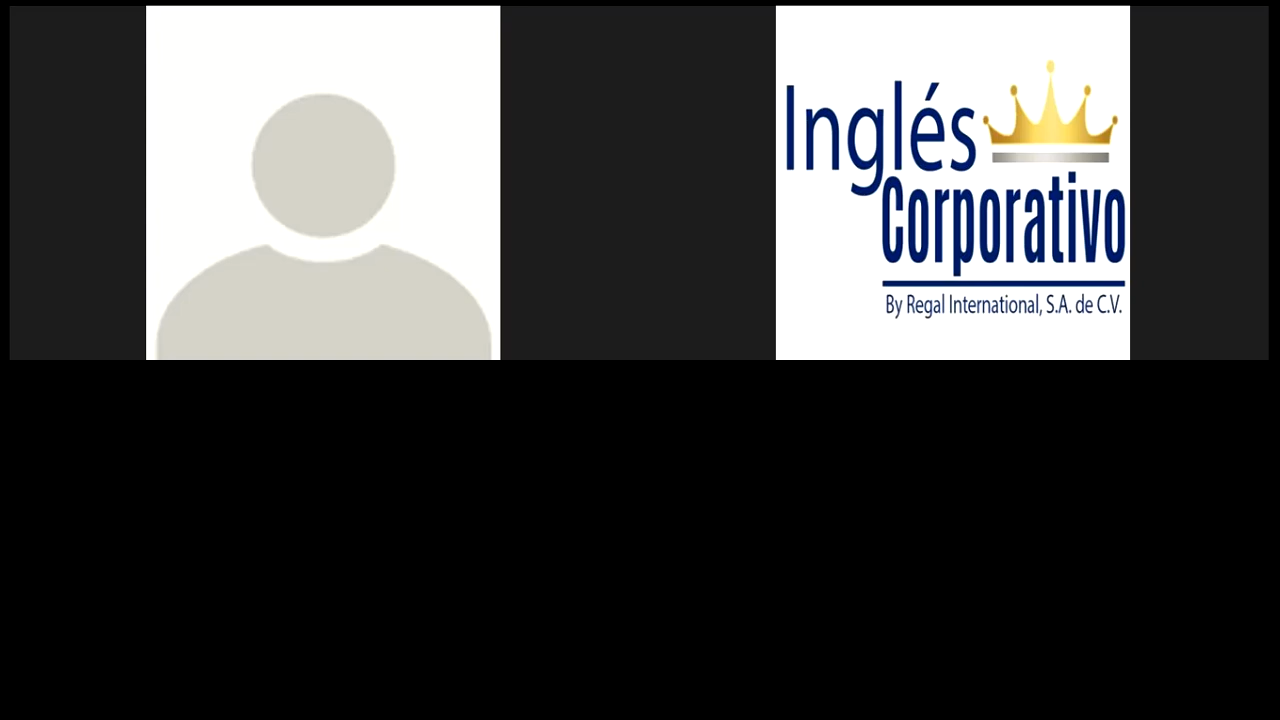 Inglés
Corporativo
By Regal International, S.A. de C.V.